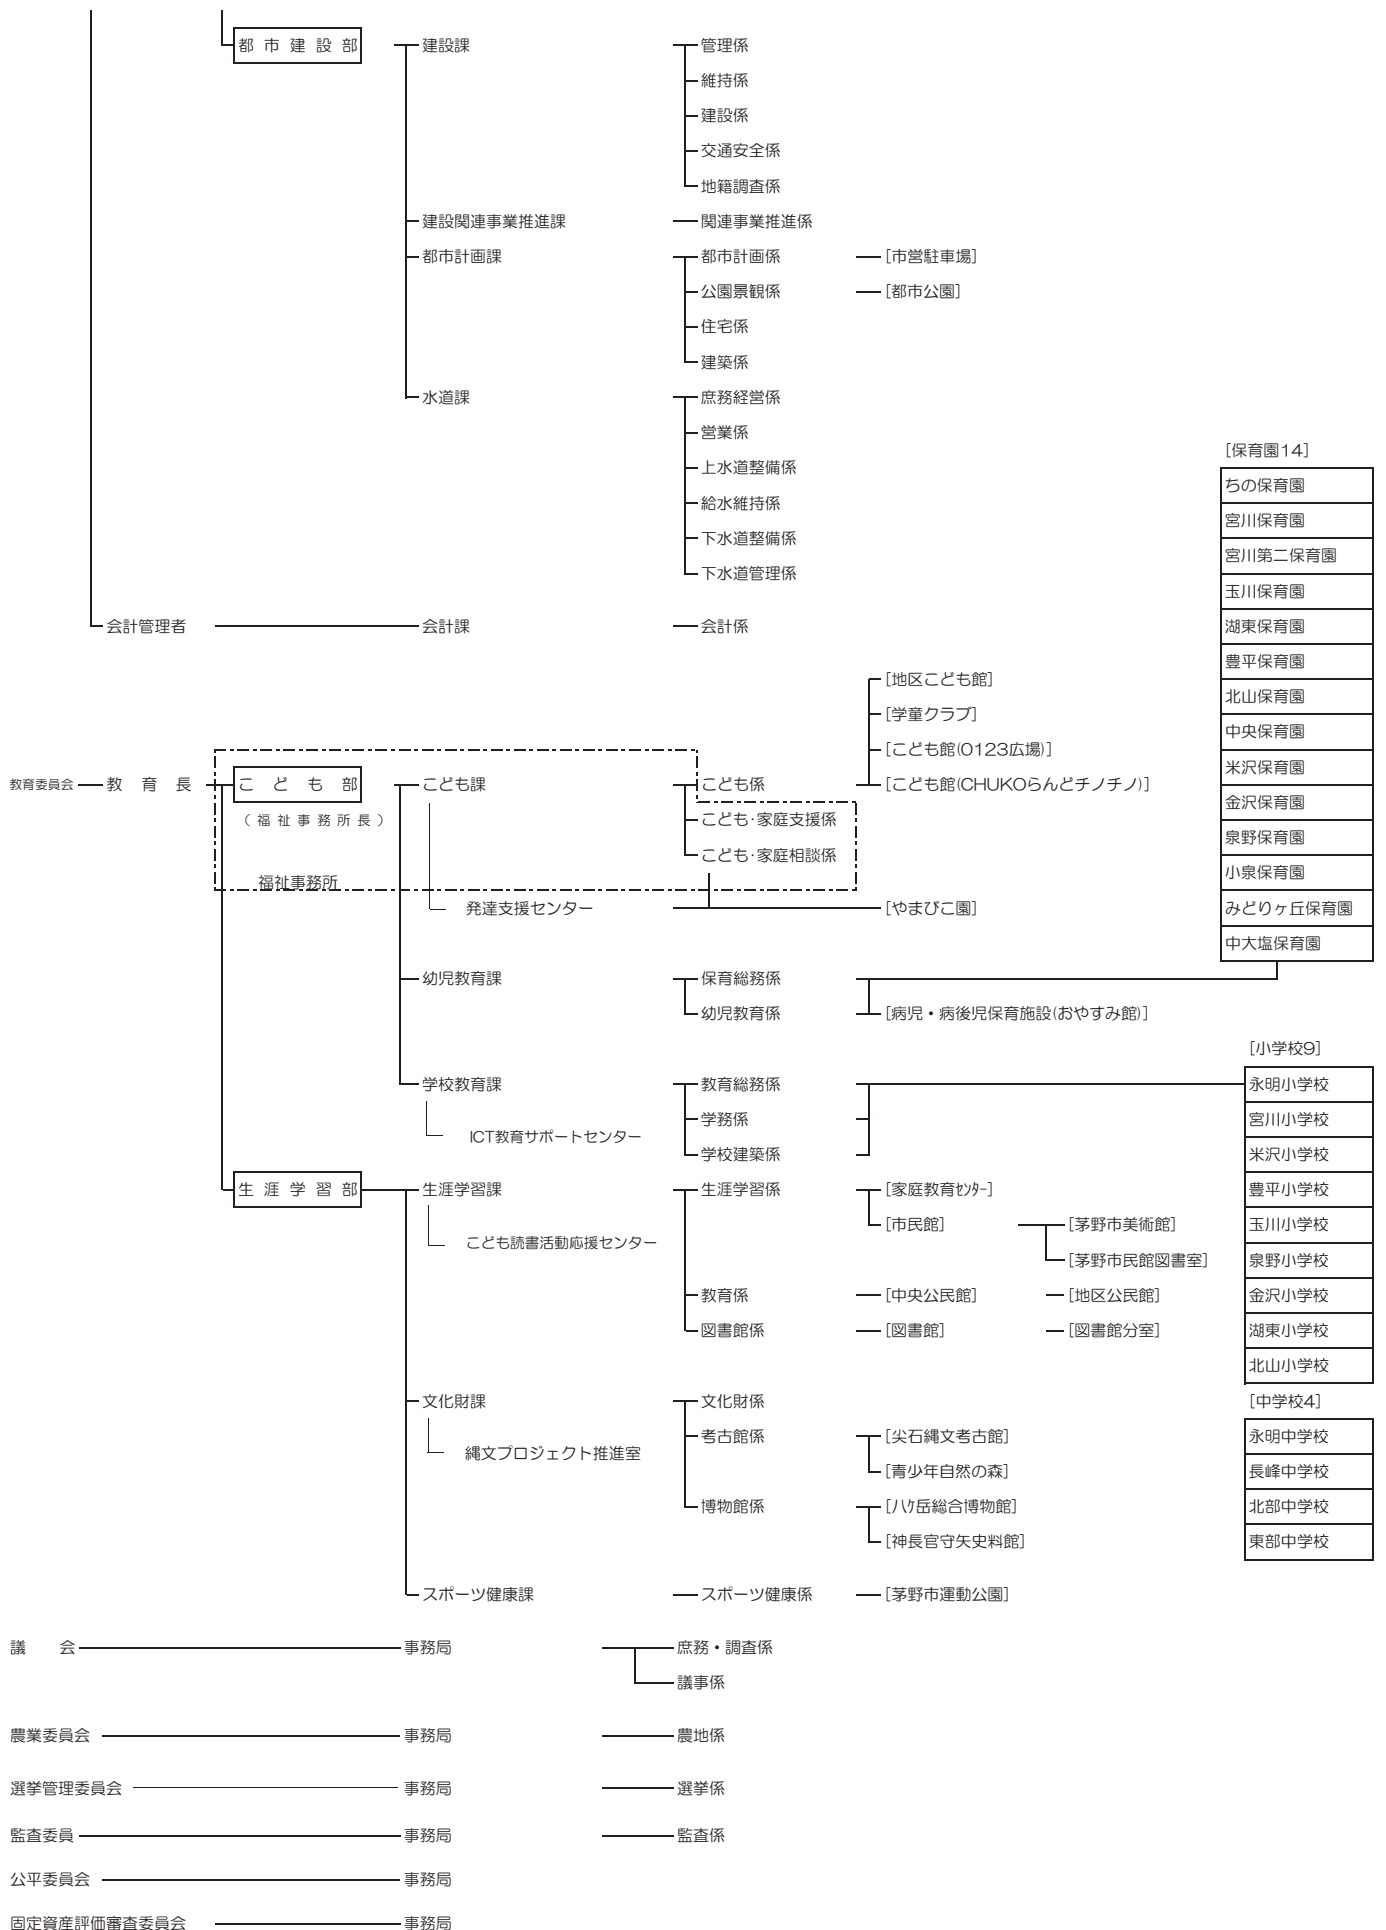 都市建設部 建設課 管理係
維持係
建設係
交通安全係
地籍調査係
建設関連事業推進課 関連事業推進係
都市計画課 都市計画係 [市営駐車場]
公園景観係 [都市公園]
住宅係
建築係
水道課 庶務経営係
営業係
[保育園14]
上水道整備係
ちの保育園
給水維持係
宮川保育園
下水道整備係
宮川第二保育園
下水道管理係
玉川保育園
会計管理者 会計課 会計係 湖東保育園
豊平保育園
[地区こども館]
北山保育園
[学童クラブ]
中央保育園
[こども館(0123広場)]
米沢保育園
教育委員会 教育長 こども部 こども課 こども係 [こども館(CHUKOらんどチノチノ)]
金沢保育園
(福祉事務所長) こども・家庭支援係
泉野保育園
こども・家庭相談係
小泉保育園
福祉事務所
発達支援センター [やまびこ園] みどりヶ丘保育園
中大塩保育園
幼児教育課 保育総務係
幼児教育係 [病児・病後児保育施設(おやすみ館)]
[小学校9]
学校教育課 教育総務係 永明小学校
学務係 宮川小学校
ICT教育サポートセンター
学校建築係 米沢小学校
生涯学習部 生涯学習課 生涯学習係 [家庭教育ｾﾝﾀｰ] 豊平小学校
[市民館] [茅野市美術館] 玉川小学校
こども読書活動応援センター
[茅野市民館図書室] 泉野小学校
教育係 [中央公民館] [地区公民館] 金沢小学校
図書館係 [図書館] [図書館分室] 湖東小学校
北山小学校
文化財課 文化財係 [中学校4]
考古館係 [尖石縄文考古館] 永明中学校
縄文プロジェクト推進室
[青少年自然の森] 長峰中学校
博物館係 [八ｹ岳総合博物館] 北部中学校
[神長官守矢史料館] 東部中学校
スポーツ健康課 スポーツ健康係 [茅野市運動公園]
議会 事務局 庶務・調査係
議事係
農業委員会 事務局 農地係
選挙管理委員会 事務局 選挙係
監査委員 事務局 監査係
公平委員会 事務局
固定資産評価審査委員会 事務局